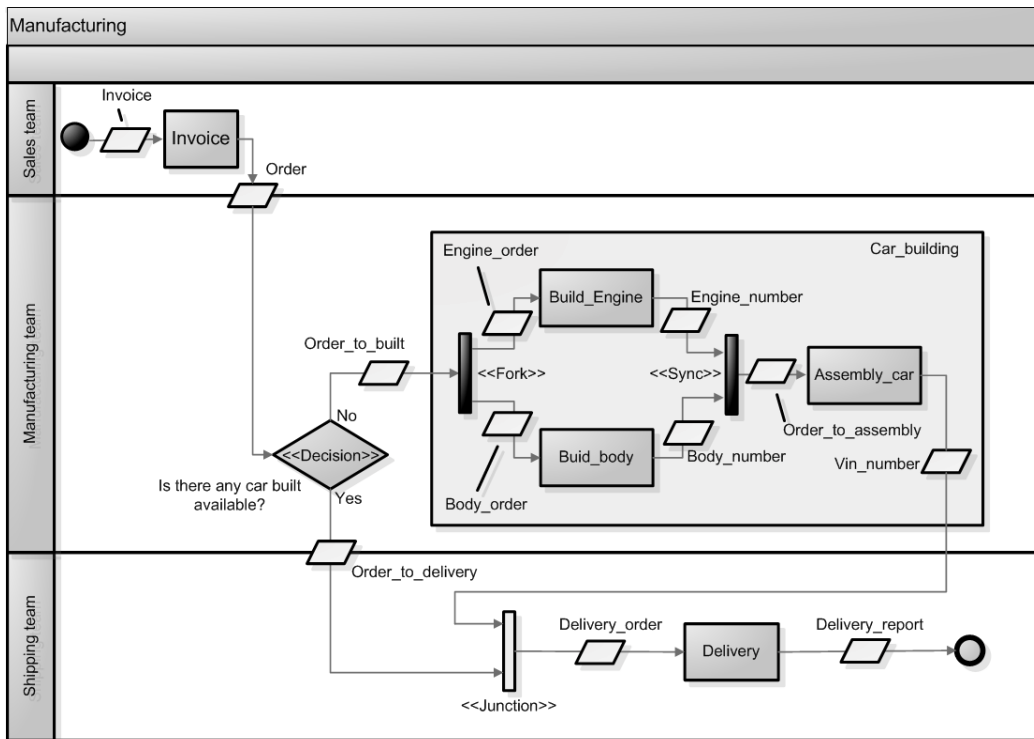 Manufacturing
Sales team
Invoice
Invoice
Order
Manufacturing team
Car_building
Engine_order
Build_Engine
Engine_number
Order_to_built
<<Fork>>
<<Sync>>
Assembly_car
No
Order_to_assembly
<<Decision>>
Buid_body
Body_number
Vin_number
Is there any car built
available?
Yes
Body_order
Order_to_delivery
Shipping team
Delivery_order
Delivery
Delivery_report
<<Junction>>